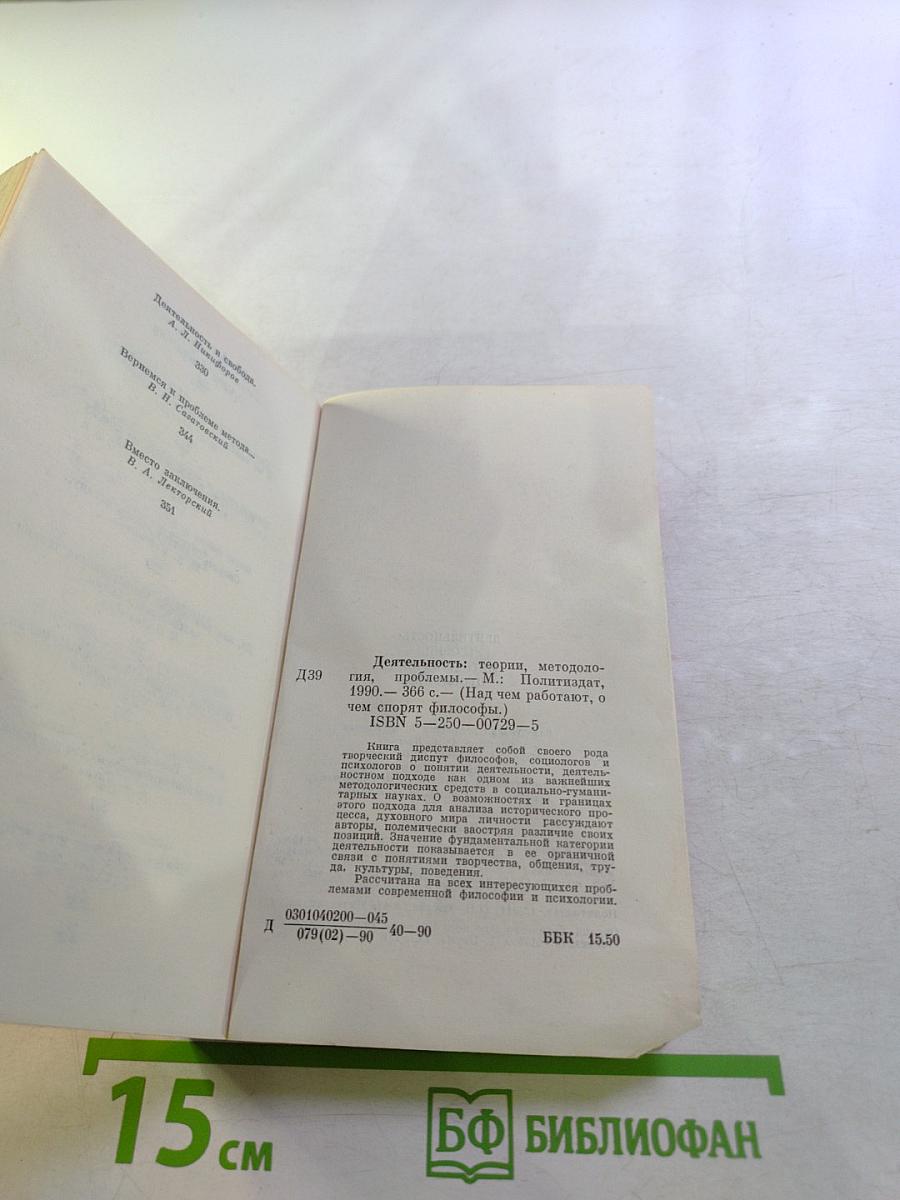 Деятельность и свобода.
А. Л. Никифоров
330
Вернемся к проблеме метода...
В. Н. Сагатовский
344
Вместо заключения.
В. А. Лекторский
351
Деятельность: теории, методоло-
Д39 гия, проблемы.— М.: Политиздат,
1990.— 366 с.— (Над чем работают, о
чем спорят философы.)
ISBN 5—250—00729—5
Книга представляет собой своего рода
творческий диспут философов, социологов и
психологов о понятии деятельности, деятель-
ностном подходе как одном из важнейших
методологических средств в социально-гумани-
тарных науках. О возможностях и границах
этого подхода для анализа исторического про-
цесса, духовного мира личности рассуждают
авторы, полемически заостряя различие своих
позиций. Значение фундаментальной категории
деятельности показывается в ее органичной
связи с понятиями творчества, общения, тру-
да, культуры, поведения.
Рассчитана на всех интересующихся проб-
лемами современной философии и психологии.
Д 0301040200—045
079(02)—90 40—90
ББК 15.50
15 см
БФ БИБЛИОФАН